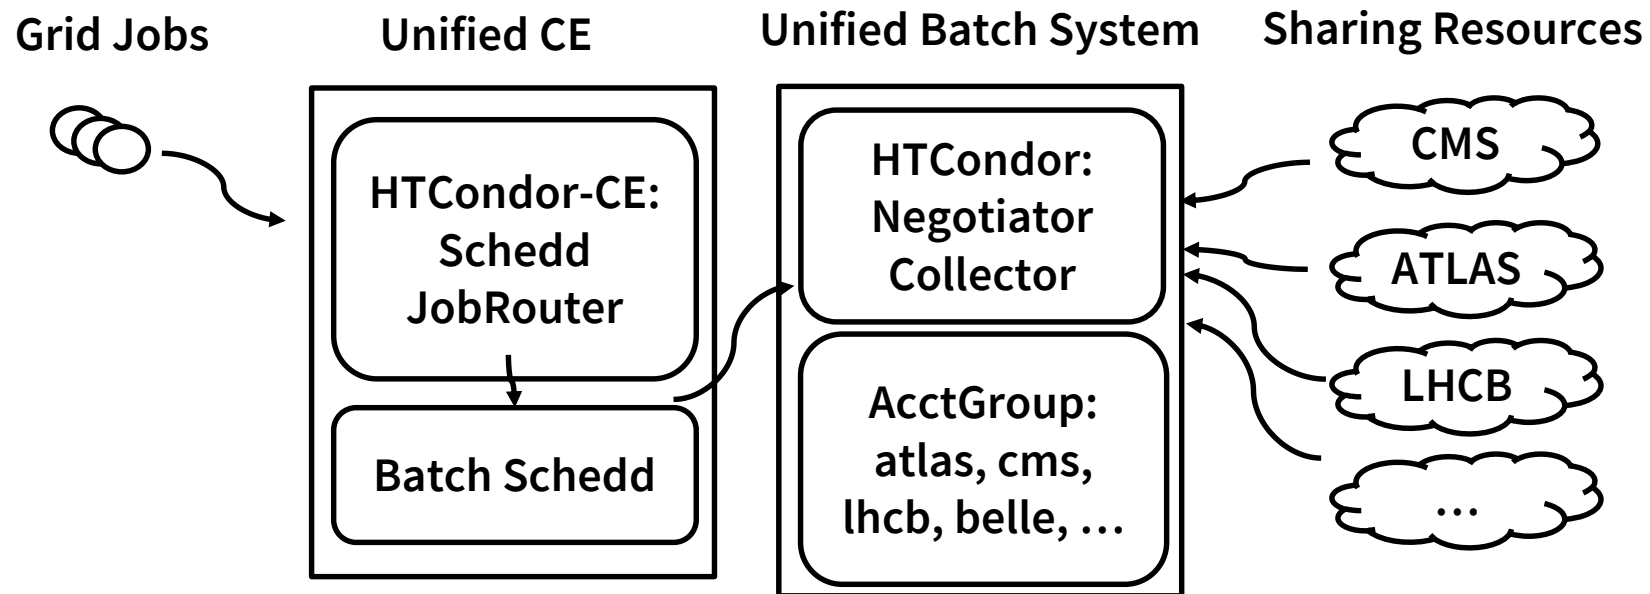 Grid Jobs
Unified CE
Unified Batch System
Sharing Resources
HTCondor-CE:
Schedd
JobRouter
Batch Schedd
HTCondor:
Negotiator
Collector
AcctGroup:
atlas, cms,
lhcb, belle, …
CMS
ATLAS
LHCB
…